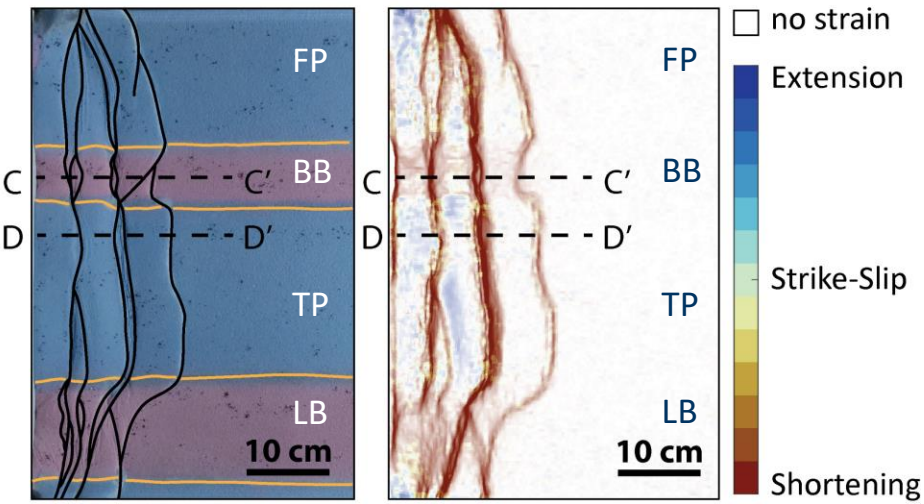 FP
BB
C C′
D D′
TP
LB
10 cm
FP
BB
C C′
D D′
TP
LB
10 cm
no strain
Extension
Strike-Slip
Shortening